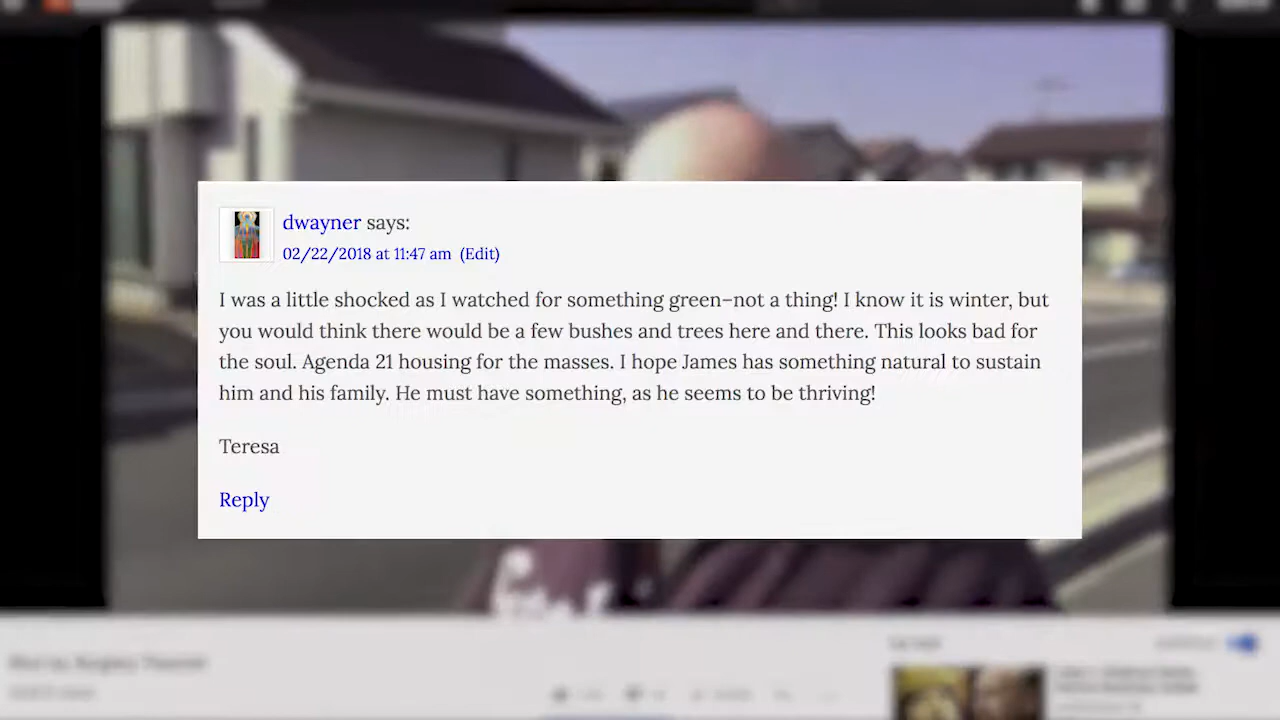 dwayner says:
02/22/2018 at 11:47 am (Edit)
I was a little shocked as I watched for something green–not a thing! I know it is winter, but
you would think there would be a few bushes and trees here and there. This looks bad for
the soul. Agenda 21 housing for the masses. I hope James has something natural to sustain
him and his family. He must have something, as he seems to be thriving!
Teresa
Reply